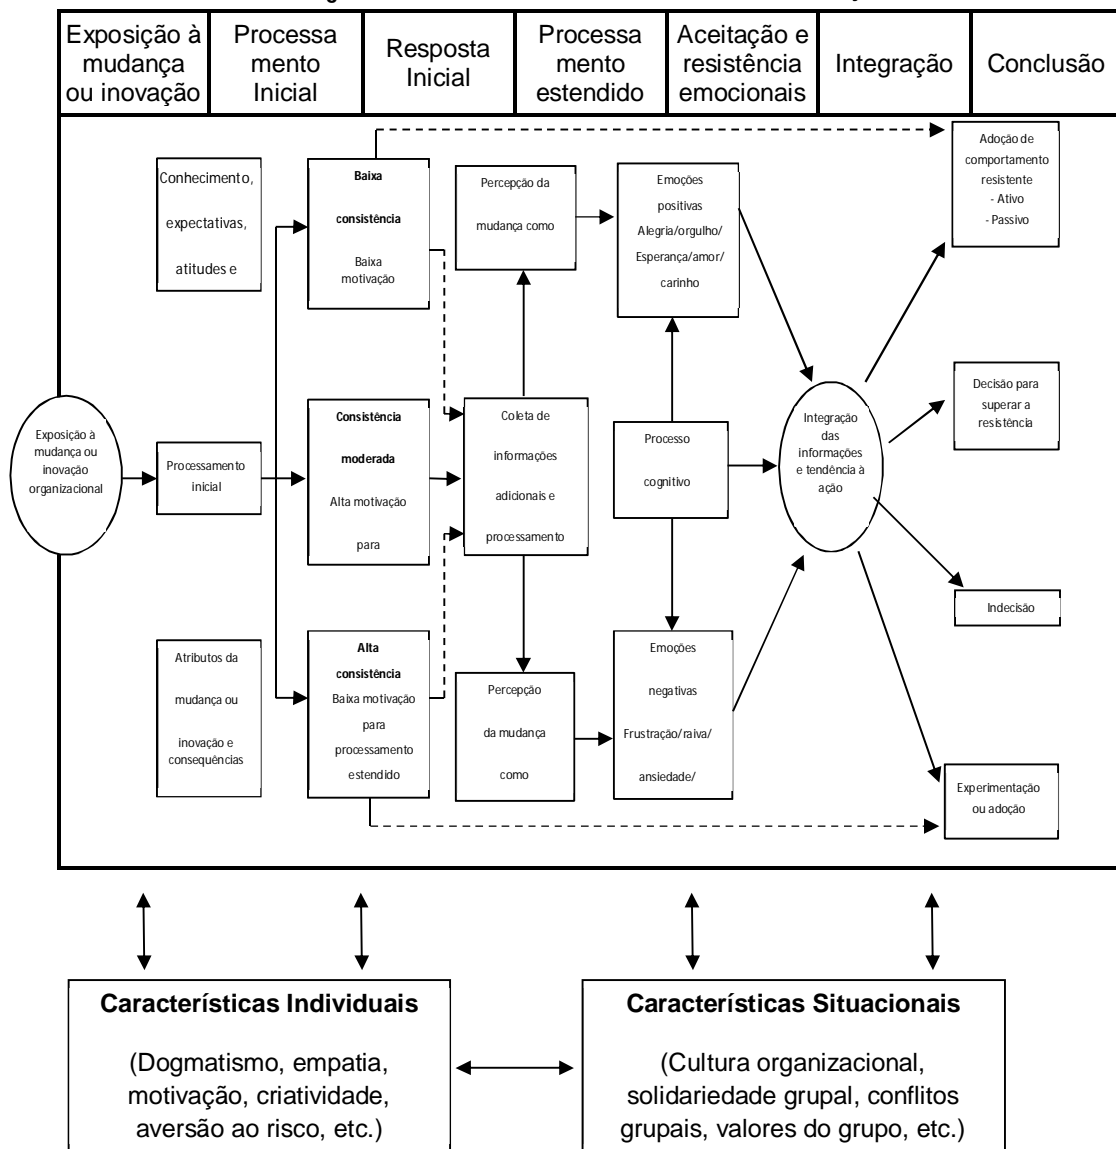 Exposição à
mudança
ou inovação
Processa
mento
Inicial
Resposta
Inicial
Processa
mento
estendido
Aceitação e
resistência
emocionais
Integração
Conclusão
Conhecimento,
expectativas,
atitudes e
Baixa
consistência
Baixa
motivação
Percepção da
mudança como
Emoções
positivas
Alegria/orgulho/
Esperança/amor/
carinho
Adoção de
comportamento
resistente
- Ativo
- Passivo
Exposição à
mudança ou
inovação
organizacional
Processamento
inicial
Consistência
moderada
Alta motivação
para
Coleta de
informações
adicionais e
processamento
Processo
cognitivo
Integração
das
informações
e tendência à
ação
Decisão para
superar a
resistência
Indecisão
Atributos da
mudança ou
inovação e
consequências
Alta
consistência
Baixa motivação
para
processamento
estendido
Percepção
da mudança
como
Emoções
negativas
Frustração/raiva/
ansiedade/
Experimentação
ou adoção
Características Individuais
(Dogmatismo, empatia,
motivação, criatividade,
aversão ao risco, etc.)
Características Situacionais
(Cultura organizacional,
solidariedade grupal, conflitos
grupais, valores do grupo, etc.)